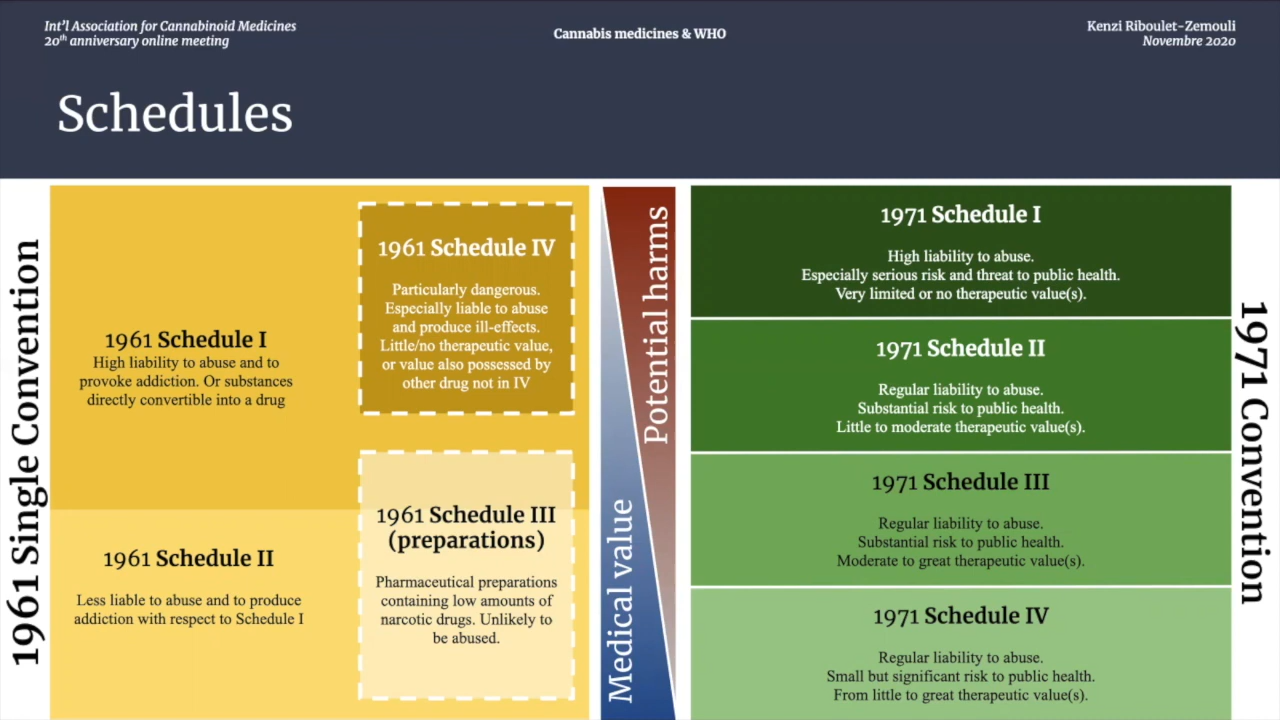 Int'l Association for Cannabinoid Medicines
20th anniversary online meeting
Cannabis medicines & WHO
Kenzi Riboulet-Zemouli
Novembre 2020
Schedules
1961 Single Convention
1961 Schedule I
High liability to abuse and to
provoke addiction. Or substances
directly convertible into a drug
1961 Schedule IV
Particularly dangerous.
Especially liable to abuse
and produce ill-effects.
Little/no therapeutic value,
or value also possessed by
other drug not in IV
1961 Schedule II
Less liable to abuse and to produce
addiction with respect to Schedule I
1961 Schedule III
(preparations)
Pharmaceutical preparations
containing low amounts of
narcotic drugs. Unlikely to
be abused.
Medical value
Potential harms
1971 Schedule I
High liability to abuse.
Especially serious risk and threat to public health.
Very limited or no therapeutic value(s).
1971 Schedule II
Regular liability to abuse.
Substantial risk to public health.
Little to moderate therapeutic value(s).
1971 Schedule III
Regular liability to abuse.
Substantial risk to public health.
Moderate to great therapeutic value(s).
1971 Schedule IV
Regular liability to abuse.
Small but significant risk to public health.
From little to great therapeutic value(s).
1971 Convention